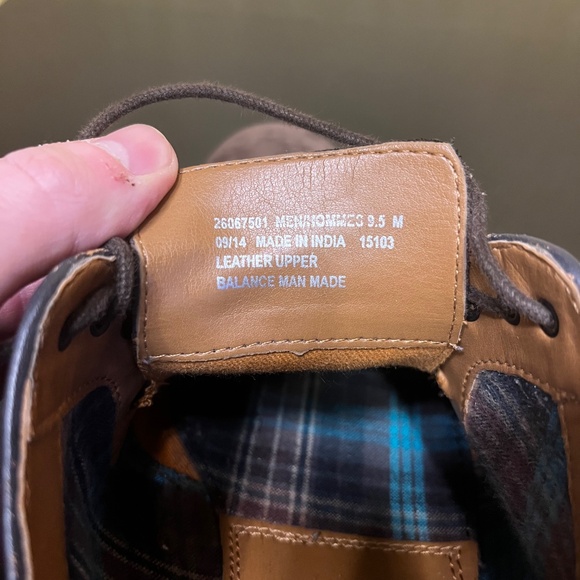 26067501 MEN/HOMMES 9.5 M
09/14 MADE IN INDIA 15103
LEATHER UPPER
BALANCE MAN MADE